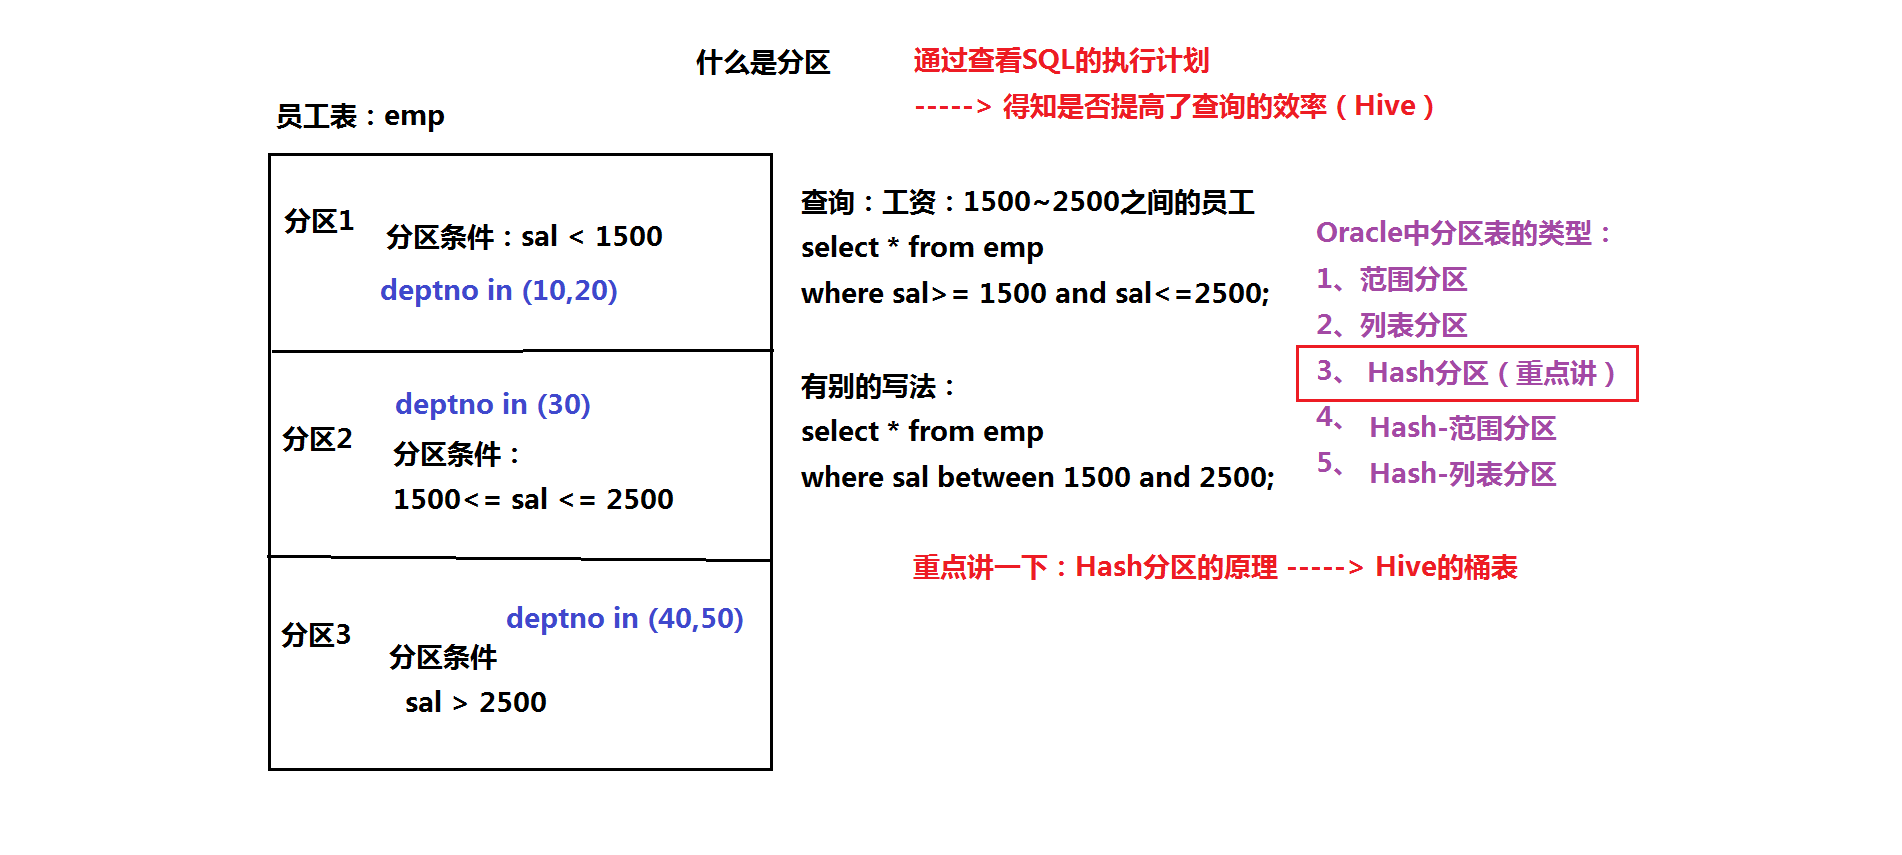 什么是分区
通过查看SQL的执行计划
-----> 得知是否提高了查询的效率（Hive）
员工表：emp
分区1
分区条件：sal < 1500
deptno in (10,20)
分区2
deptno in (30)
分区条件：
1500<= sal <= 2500
分区3
deptno in (40,50)
分区条件
sal > 2500
查询：工资：1500~2500之间的员工
select * from emp
where sal>= 1500 and sal<=2500;
有别的写法：
select * from emp
where sal between 1500 and 2500;
Oracle中分区表的类型：
1、范围分区
2、列表分区
3、 Hash分区（重点讲）
4、 Hash-范围分区
5、 Hash-列表分区
重点讲一下：Hash分区的原理 -----> Hive的桶表